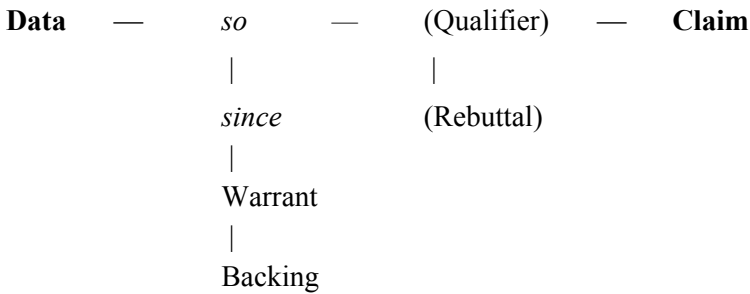 Data — so — (Qualifier) — Claim
| |
since (Rebuttal)
|
Warrant
|
Backing